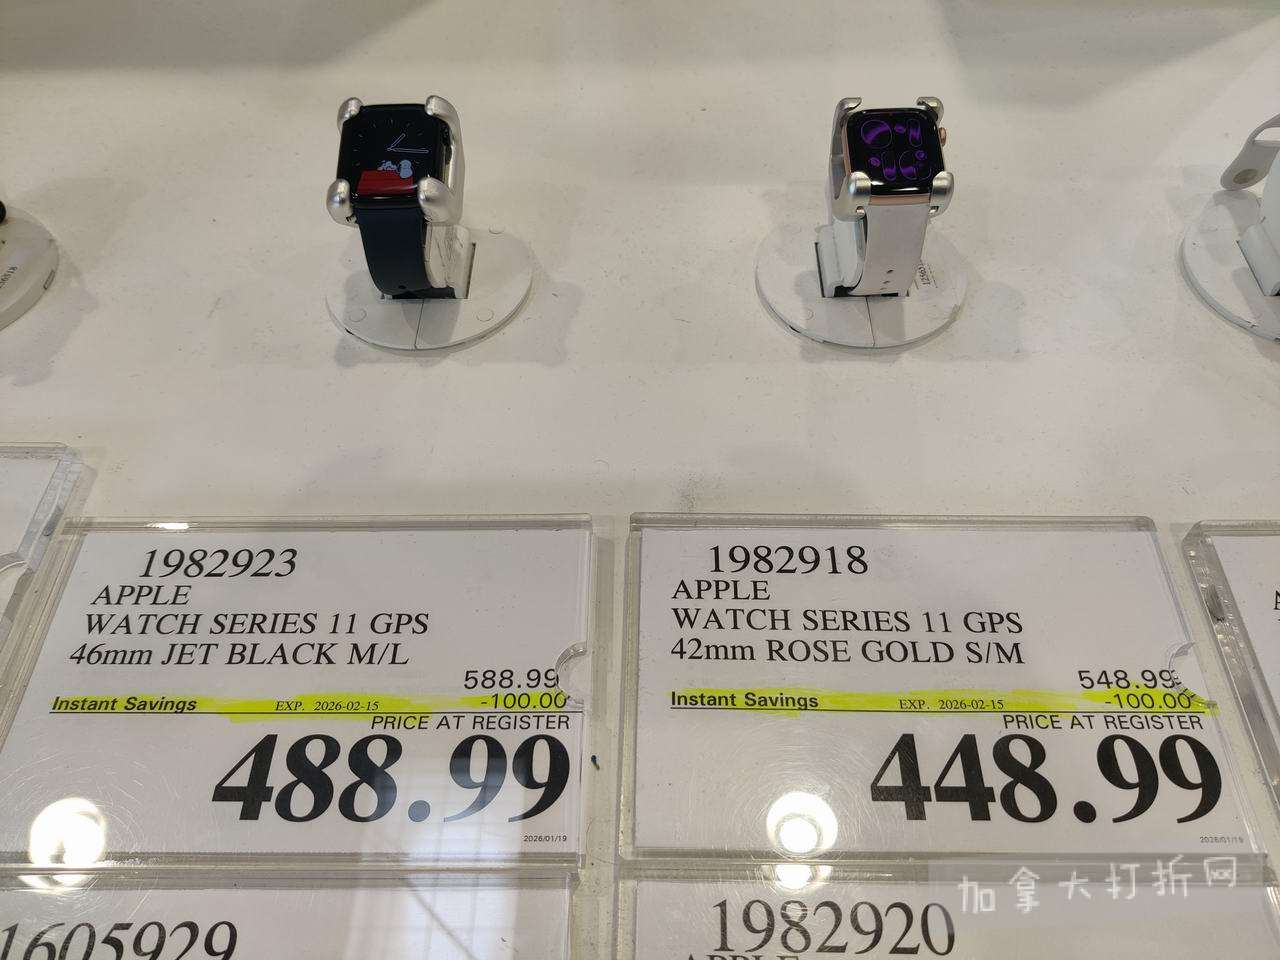 1982923
APPLE
WATCH SERIES 11 GPS
46mm JET BLACK M/L
588.99
Instant Savings EXP. 2026-02-15 -100.00
PRICE AT REGISTER
488.99
2026/01/19
1982918
APPLE
WATCH SERIES 11 GPS
42mm ROSE GOLD S/M
548.99
Instant Savings EXP. 2026-02-15 -100.00
PRICE AT REGISTER
448.99
2026/01/19
加拿大打折网
1605929
1982920
APPLE